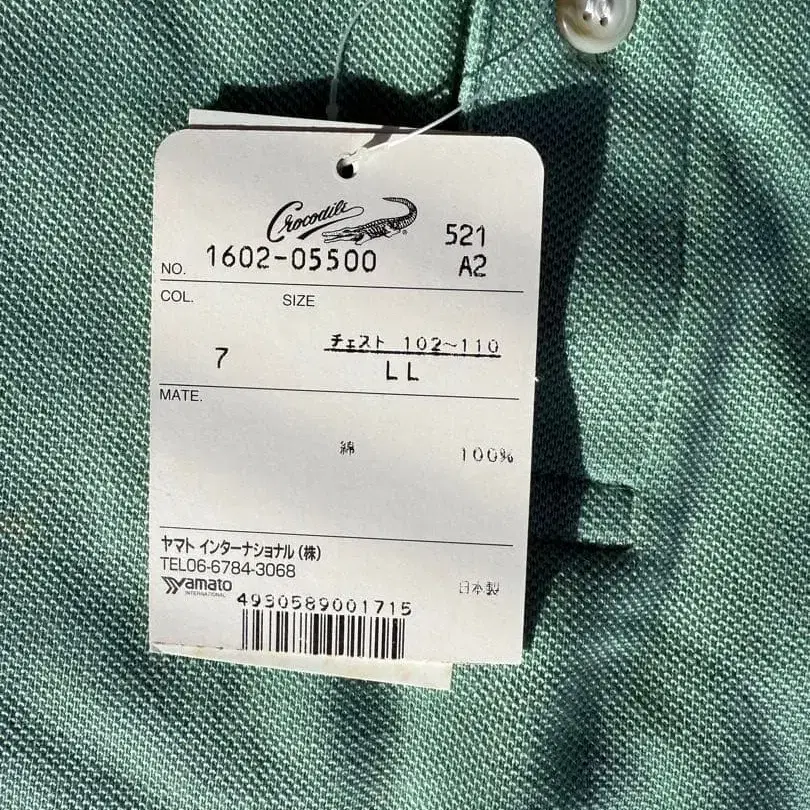 Crocodile ®
521
NO. 1602-05500 A2
COL. SIZE
チェスト 102~110
7 LL
MATE.
綿 100%
ヤマト インターナショナル(株)
TEL06-6784-3068
Yamato 日本製
INTERNATIONAL
4930589001715